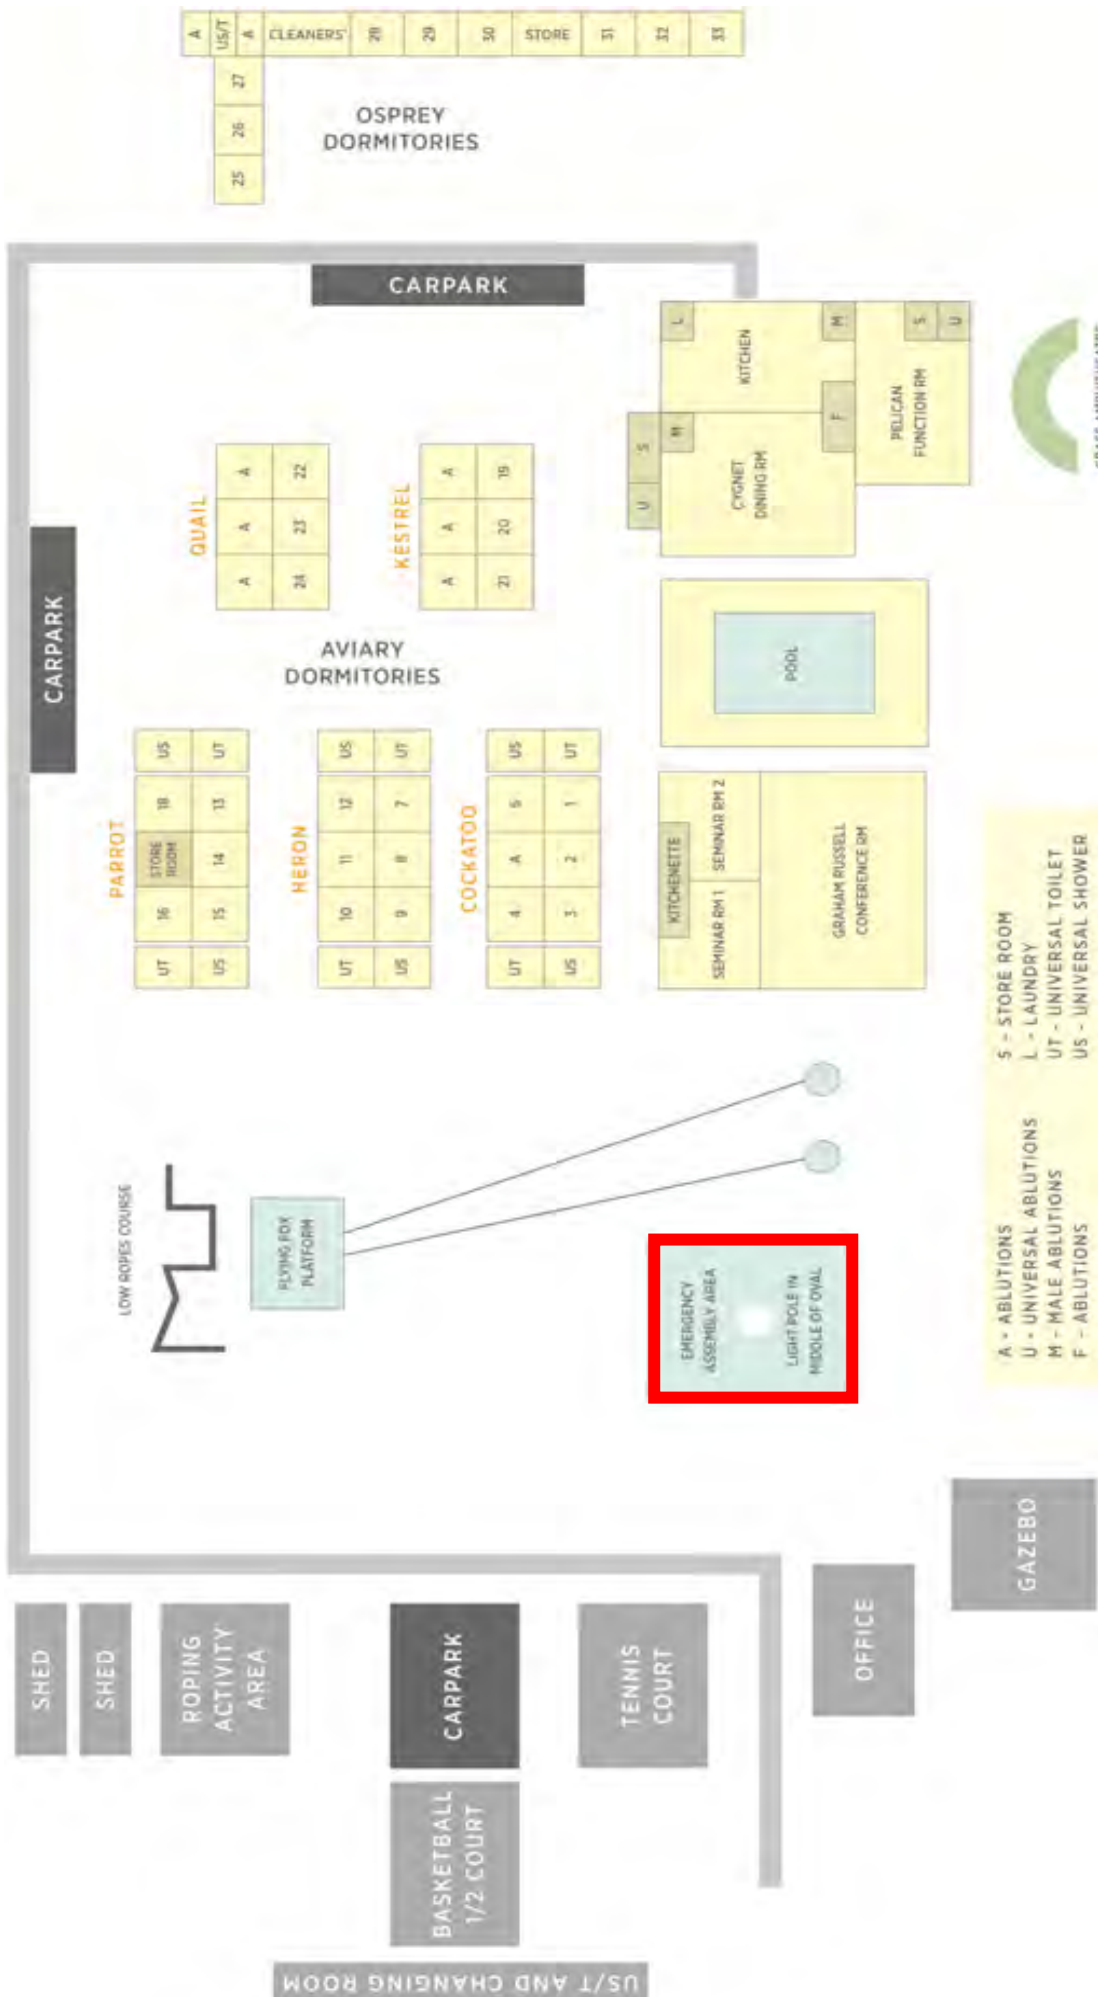 A
US/T
A
CLEANERS'
28
29
30
STORE
31
32
33
27
26
25
OSPREY
DORMITORIES
CARPARK
CARPARK
QUAIL
A
A
A
22
23
24
KESTREL
A
A
A
19
20
21
AVIARY
DORMITORIES
L
KITCHEN
M
S
U
S
M
U
F
CYGNET
DINING RM
PELICAN
FUNCTION RM
POOL
PARROT
US
UT
18
13
STORE
ROOM
14
16
15
UT
US
HERON
US
UT
12
7
11
8
10
9
UT
US
COCKATOO
US
UT
1
A
2
4
3
UT
US
KITCHENETTE
SEMINAR RM 1
SEMINAR RM 2
GRAHAM RUSSELL
CONFERENCE RM
LOW ROPES COURSE
FLYING FOX
PLATFORM
EMERGENCY
ASSEMBLY AREA
LIGHT POLE IN
MIDDLE OF OVAL
A - ABLUTIONS
U - UNIVERSAL ABLUTIONS
M - MALE ABLUTIONS
F - ABLUTIONS
S - STORE ROOM
L - LAUNDRY
UT - UNIVERSAL TOILET
US - UNIVERSAL SHOWER
SHED
SHED
ROPING
ACTIVITY
AREA
CARPARK
TENNIS
COURT
OFFICE
GAZEBO
BASKETBALL
1/2 COURT
US/T AND CHANGING ROOM